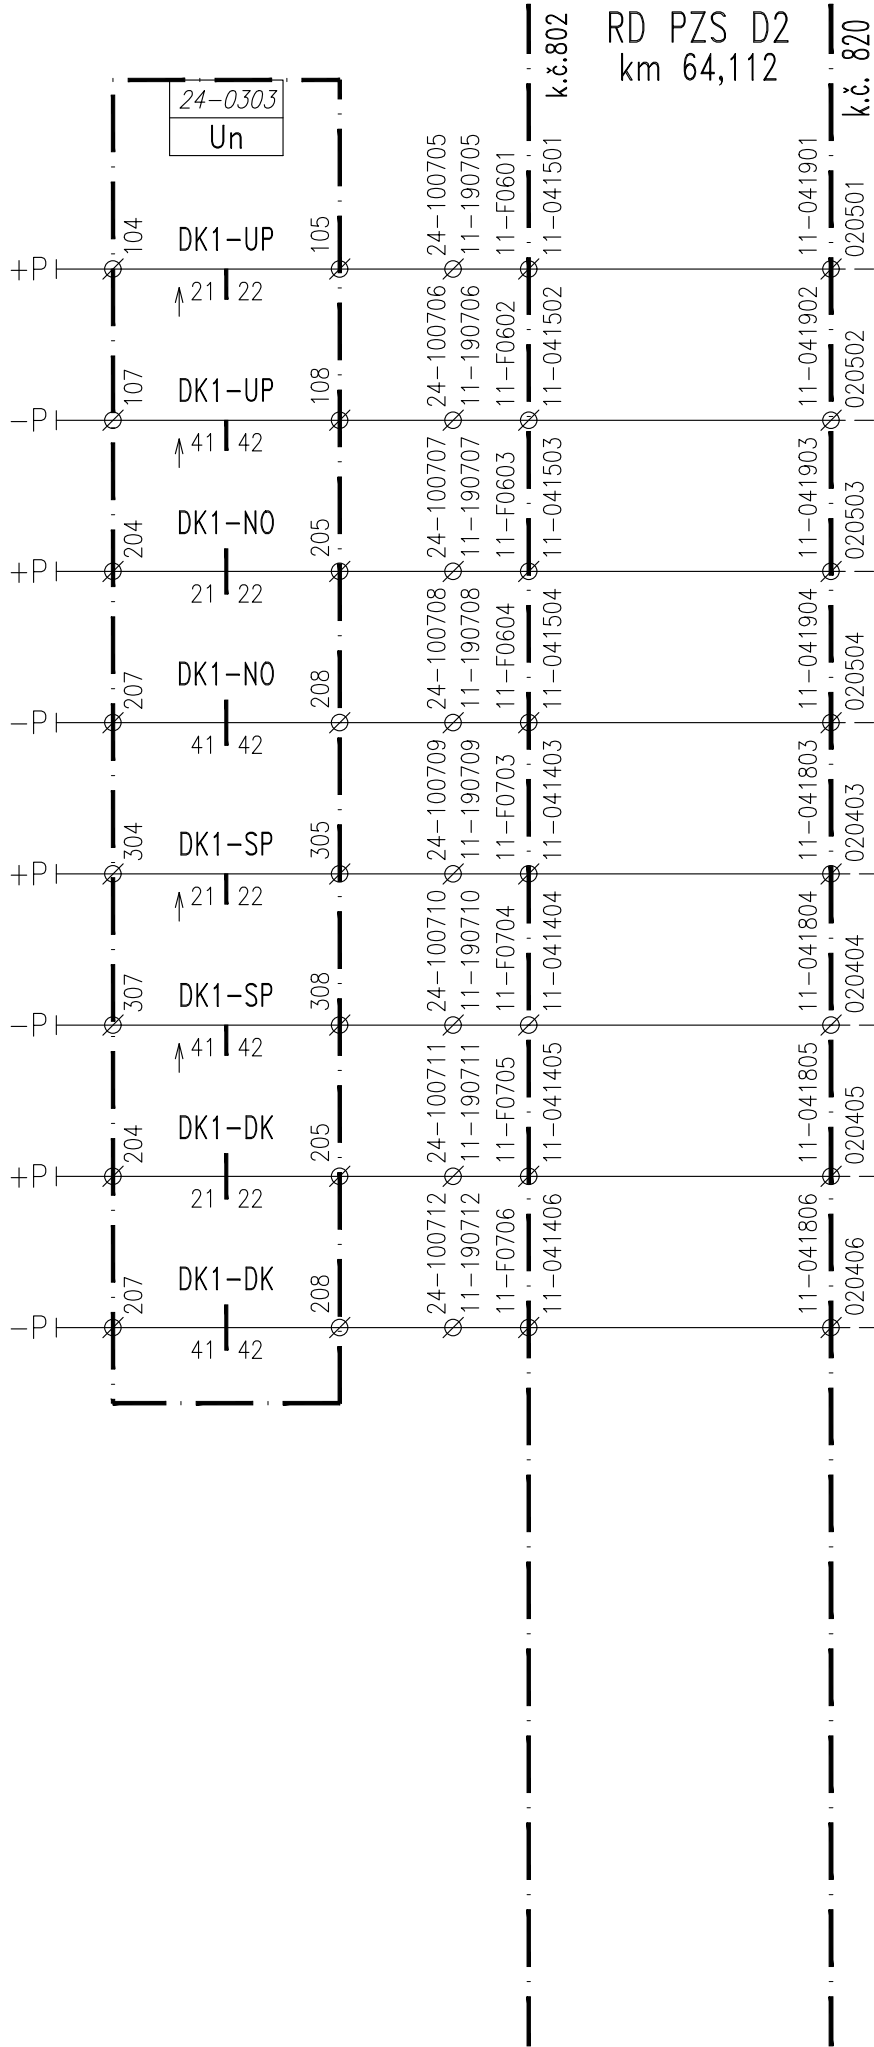 k.č.802
RD PZS D2
km 64,112
k.č. 820
24-0303
Un
+P 104 DK1-UP 105 24-100705 11-190705 11-F0601 11-041501 11-041901 020501
21 22
-P 107 DK1-UP 108 24-100706 11-190706 11-F0602 11-041502 11-041902 020502
41 42
+P 204 DK1-NO 205 24-100707 11-190707 11-F0603 11-041503 11-041903 020503
21 22
-P 207 DK1-NO 208 24-100708 11-190708 11-F0604 11-041504 11-041904 020504
41 42
+P 304 DK1-SP 305 24-100709 11-190709 11-F0703 11-041403 11-041803 020403
21 22
-P 307 DK1-SP 308 24-100710 11-190710 11-F0704 11-041404 11-041804 020404
41 42
+P 204 DK1-DK 205 24-100711 11-190711 11-F0705 11-041405 11-041805 020405
21 22
-P 207 DK1-DK 208 24-100712 11-190712 11-F0706 11-041406 11-041806 020406
41 42